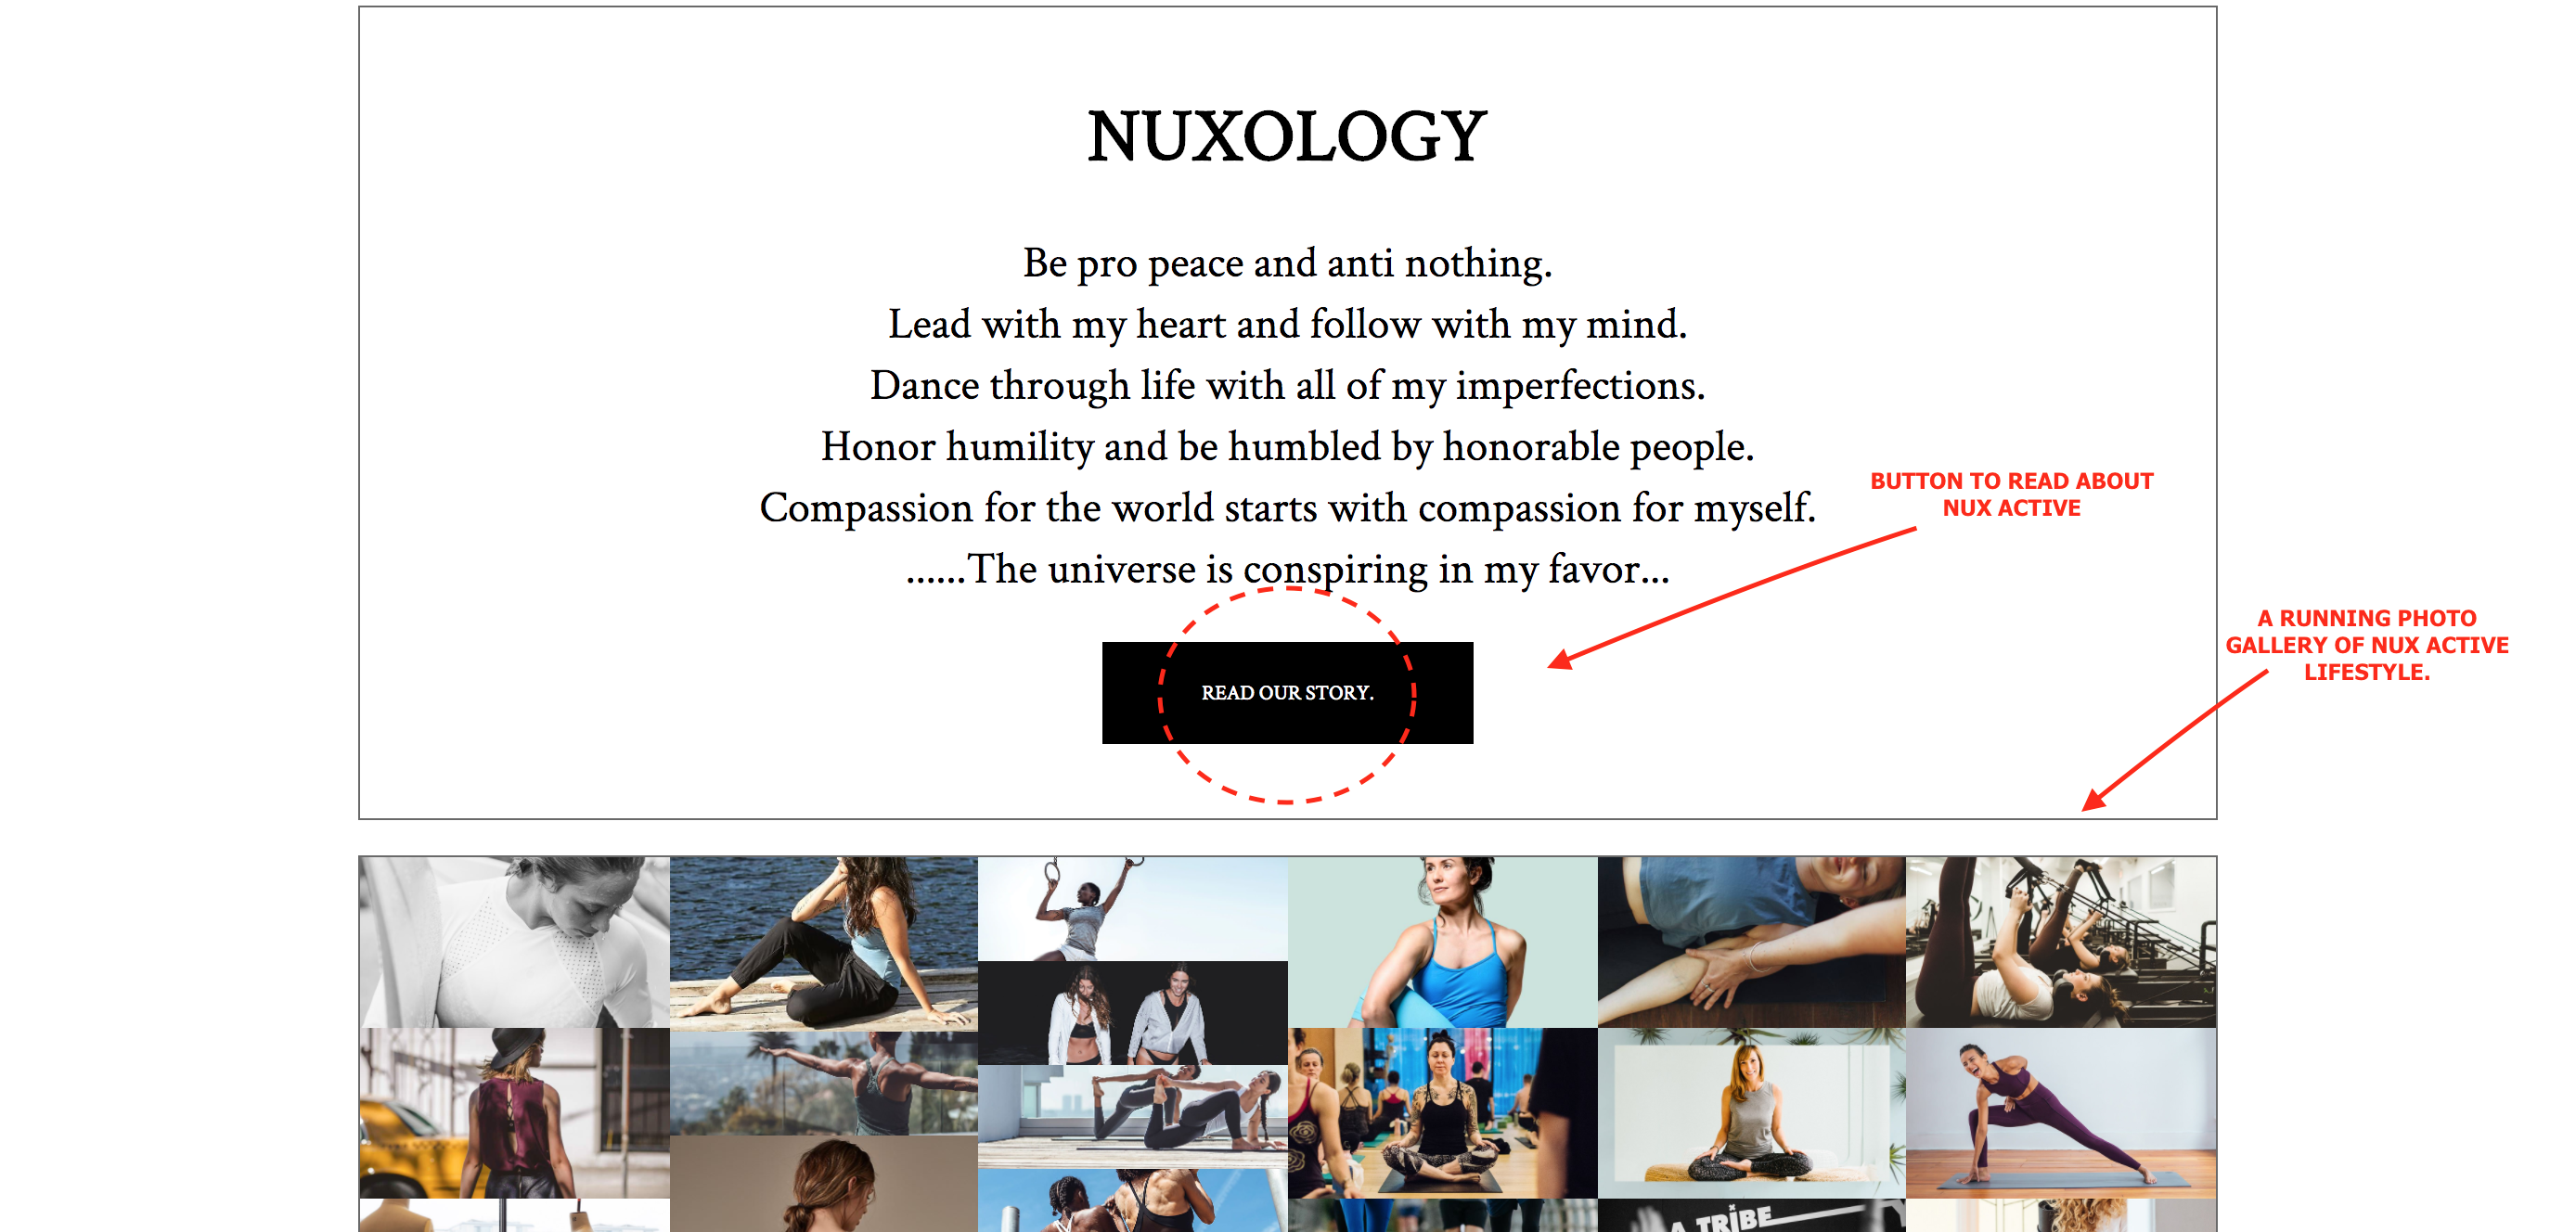 NUXOLOGY
Be pro peace and anti nothing.
Lead with my heart and follow with my mind.
Dance through life with all of my imperfections.
Honor humility and be humbled by honorable people.
Compassion for the world starts with compassion for myself.
......The universe is conspiring in my favor...
READ OUR STORY.
BUTTON TO READ ABOUT
NUX ACTIVE
A RUNNING PHOTO
GALLERY OF NUX ACTIVE
LIFESTYLE.
A TRiBE